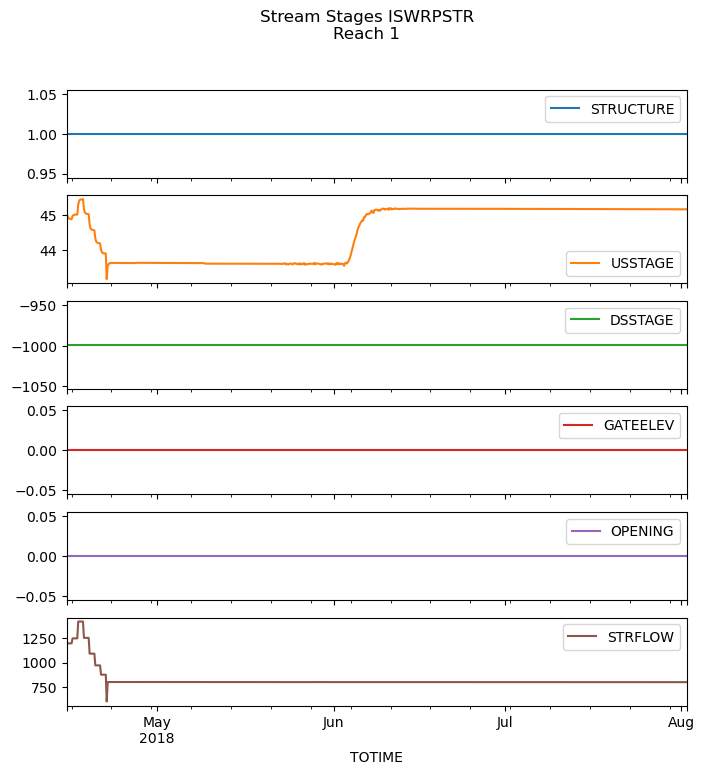 Stream Stages ISWRPSTR
Reach 1
1.05
1.00
0.95
STRUCTURE
45
44
USSTAGE
−950
−1000
−1050
DSSTAGE
0.05
0.00
−0.05
GATEELEV
0.05
0.00
−0.05
OPENING
1250
1000
750
STRFLOW
May Jun Jul Aug
2018
TOTIME